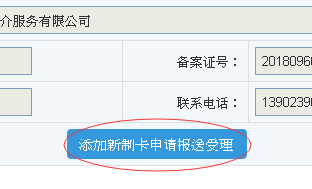 介服务有限公司
备案证号： 20180960
联系电话： 13902390
添加新制卡申请报送受理